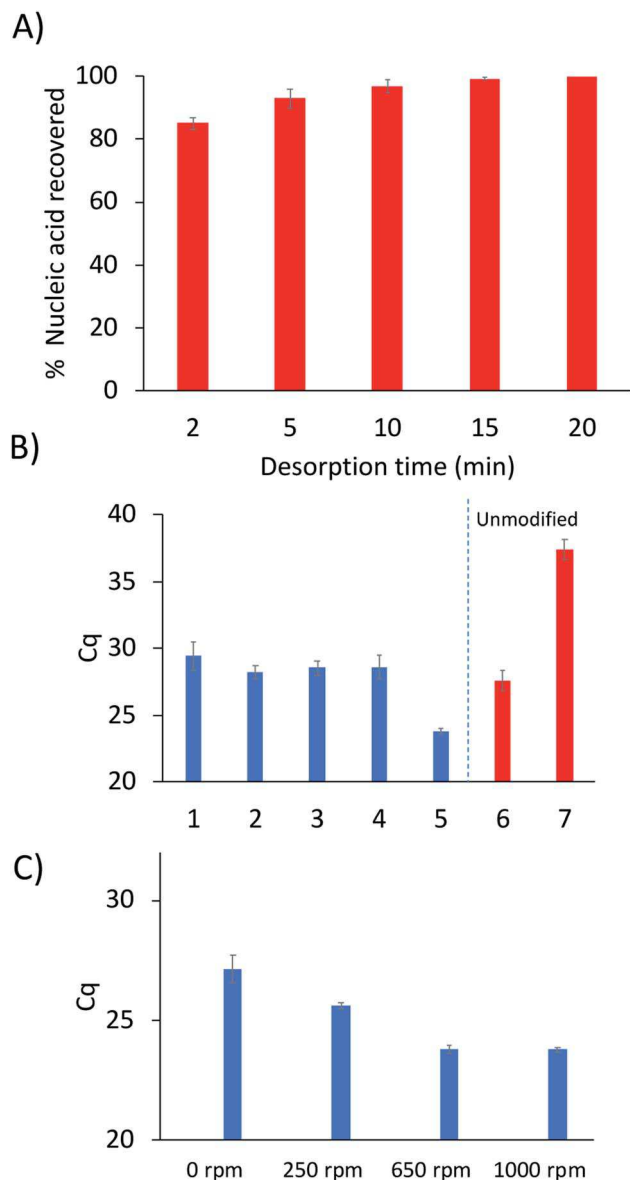 A)
% Nucleic acid recovered
100
80
60
40
20
0
2 5 10 15 20
Desorption time (min)
B)
Unmodified
Cq
40
35
30
25
20
1 2 3 4 5 6 7
C)
Cq
30
25
20
0 rpm 250 rpm 650 rpm 1000 rpm